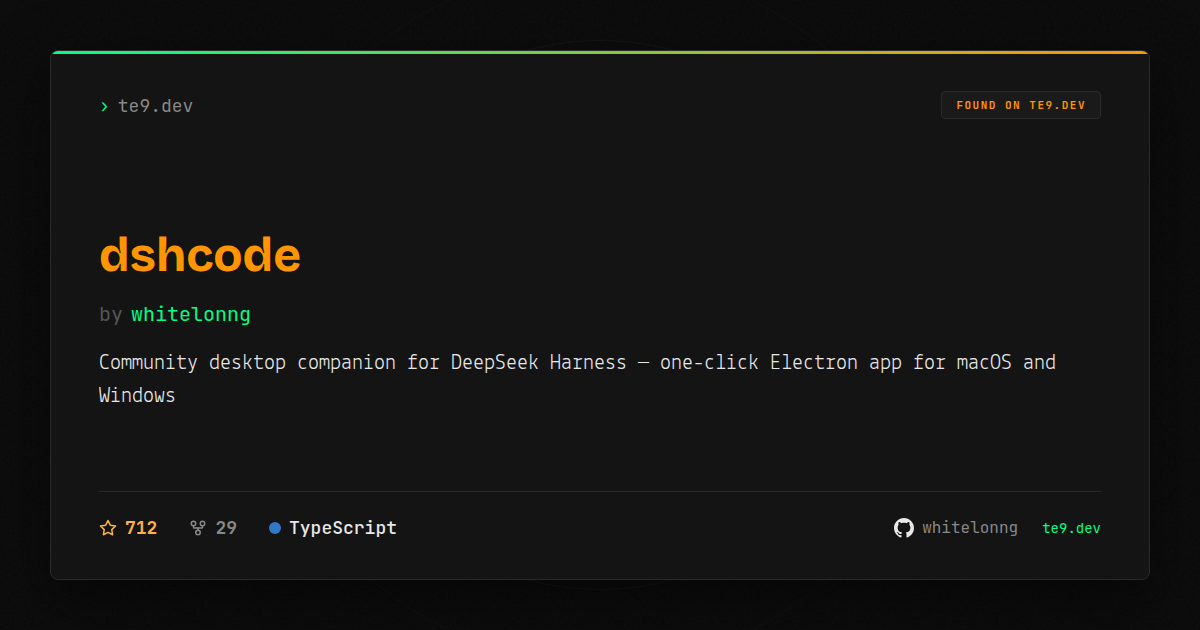 › te9.dev
FOUND ON TE9.DEV
dshcode
by whitelonng
Community desktop companion for DeepSeek Harness — one-click Electron app for macOS and
Windows
712 29 TypeScript
whitelonng te9.dev